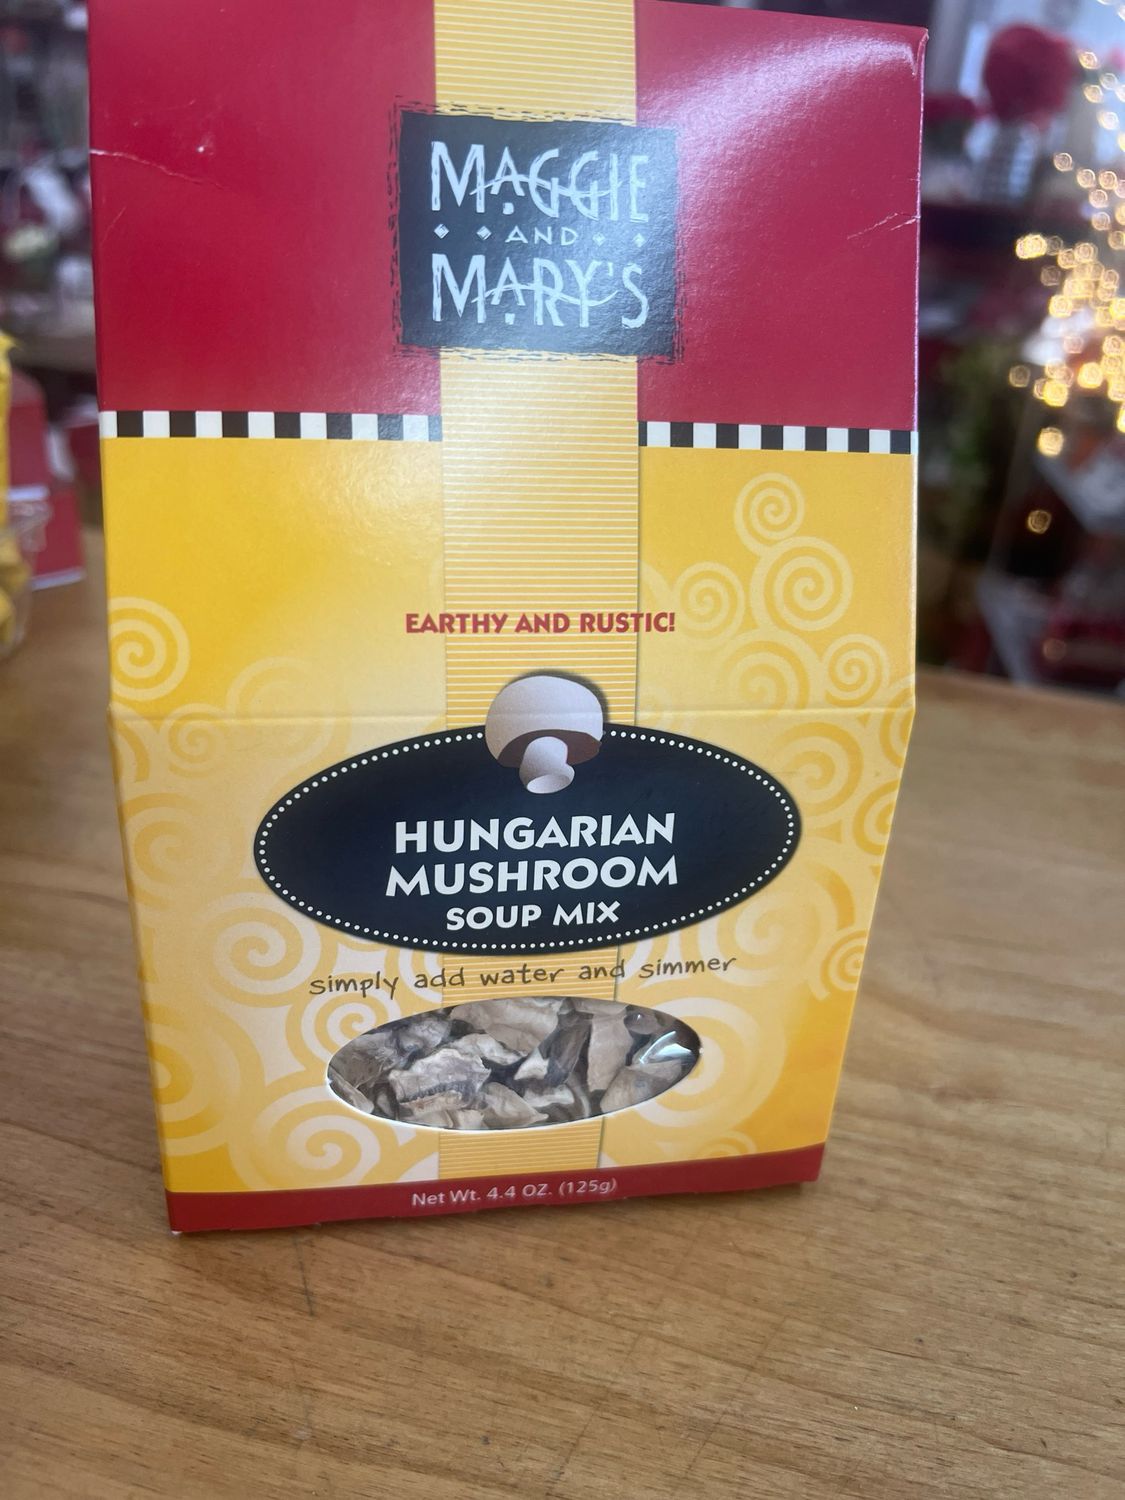 MAGGIE
AND
MARY'S
EARTHY AND RUSTIC!
HUNGARIAN
MUSHROOM
SOUP MIX
simply add water and simmer
Net Wt. 4.4 OZ. (125g)